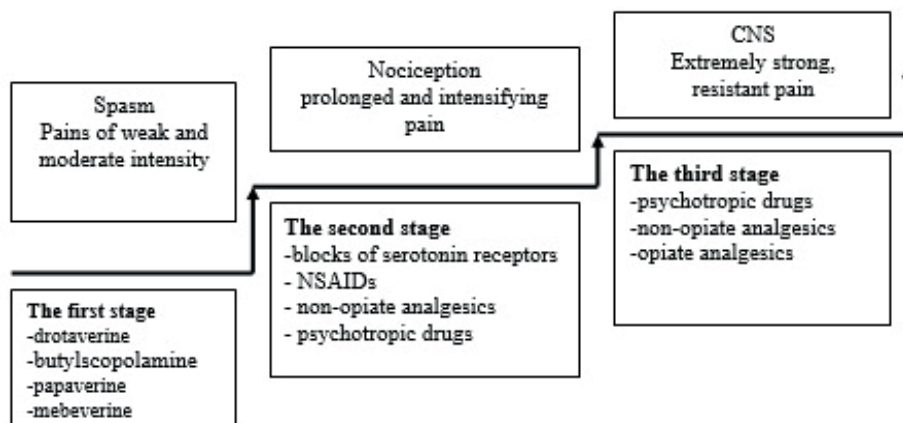 Spasm
Pains of weak and
moderate intensity
The first stage
-drotaverine
-butylscopolamine
-papaverine
-mebeverine
Nociception
prolonged and intensifying
pain
The second stage
-blocks of serotonin receptors
- NSAIDs
- non-opiate analgesics
- psychotropic drugs
CNS
Extremely strong,
resistant pain
The third stage
-psychotropic drugs
-non-opiate analgesics
-opiate analgesics